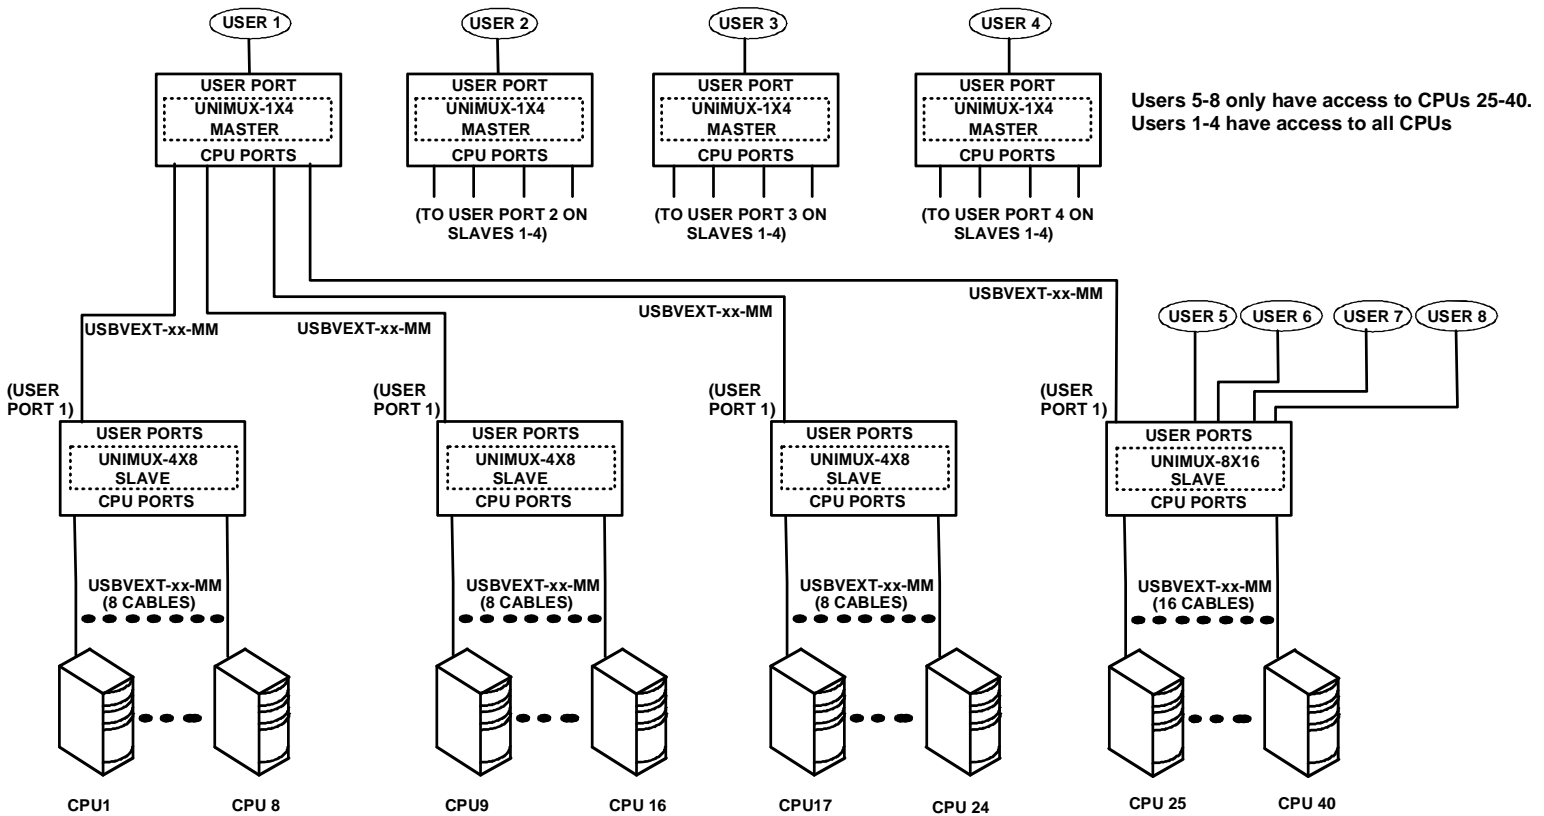 USER 1
USER 2
USER 3
USER 4
USER PORT
UNIMUX-1X4
MASTER
CPU PORTS
USER PORT
UNIMUX-1X4
MASTER
CPU PORTS
USER PORT
UNIMUX-1X4
MASTER
CPU PORTS
USER PORT
UNIMUX-1X4
MASTER
CPU PORTS
Users 5-8 only have access to CPUs 25-40.
Users 1-4 have access to all CPUs
(TO USER PORT 2 ON
SLAVES 1-4)
(TO USER PORT 3 ON
SLAVES 1-4)
(TO USER PORT 4 ON
SLAVES 1-4)
USBVEXT-xx-MM
USBVEXT-xx-MM
USBVEXT-xx-MM
USBVEXT-xx-MM
USER 5
USER 6
USER 7
USER 8
(USER
PORT 1)
(USER
PORT 1)
(USER
PORT 1)
(USER
PORT 1)
USER PORTS
UNIMUX-4X8
SLAVE
CPU PORTS
USER PORTS
UNIMUX-4X8
SLAVE
CPU PORTS
USER PORTS
UNIMUX-4X8
SLAVE
CPU PORTS
USER PORTS
UNIMUX-8X16
SLAVE
CPU PORTS
USBVEXT-xx-MM
(8 CABLES)
USBVEXT-xx-MM
(8 CABLES)
USBVEXT-xx-MM
(8 CABLES)
USBVEXT-xx-MM
(16 CABLES)
CPU1
CPU 8
CPU9
CPU 16
CPU17
CPU 24
CPU 25
CPU 40